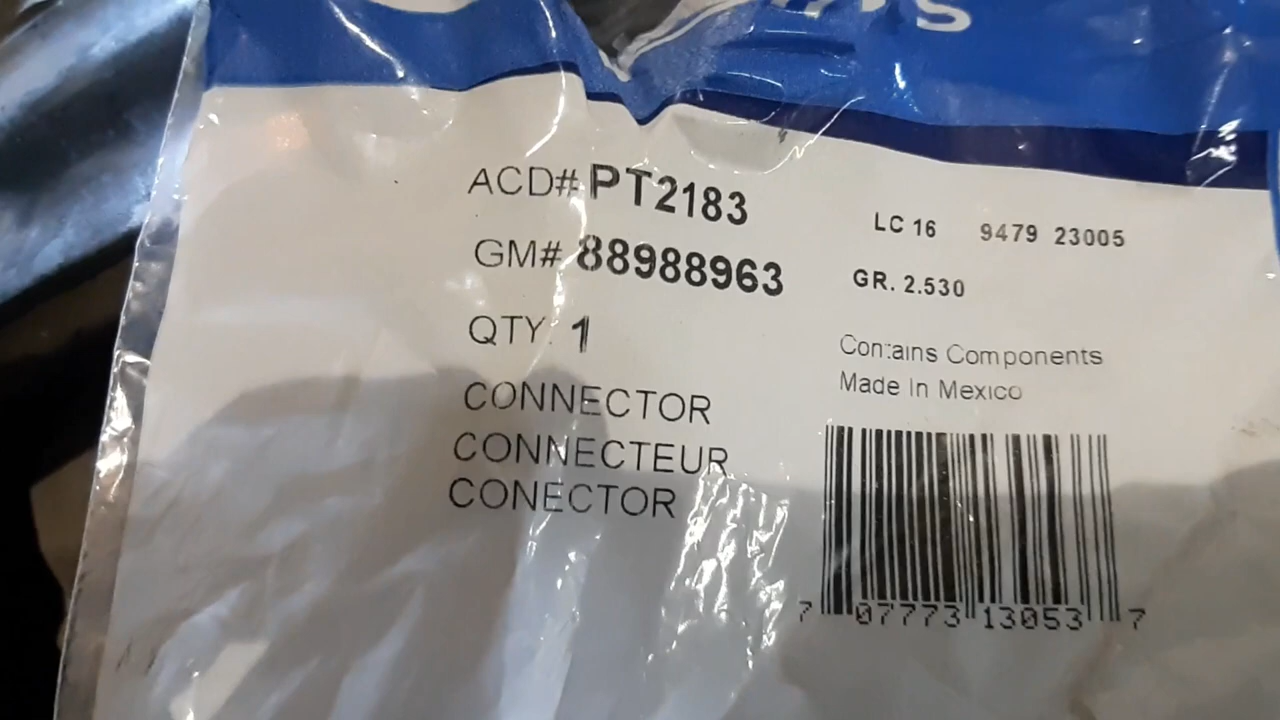 ACD# PT2183
GM# 88988963
QTY: 1
CONNECTOR
CONNECTEUR
CONECTOR
LC 16 9479 23005
GR. 2.530
Contains Components
Made In Mexico
7 07773 13053 7